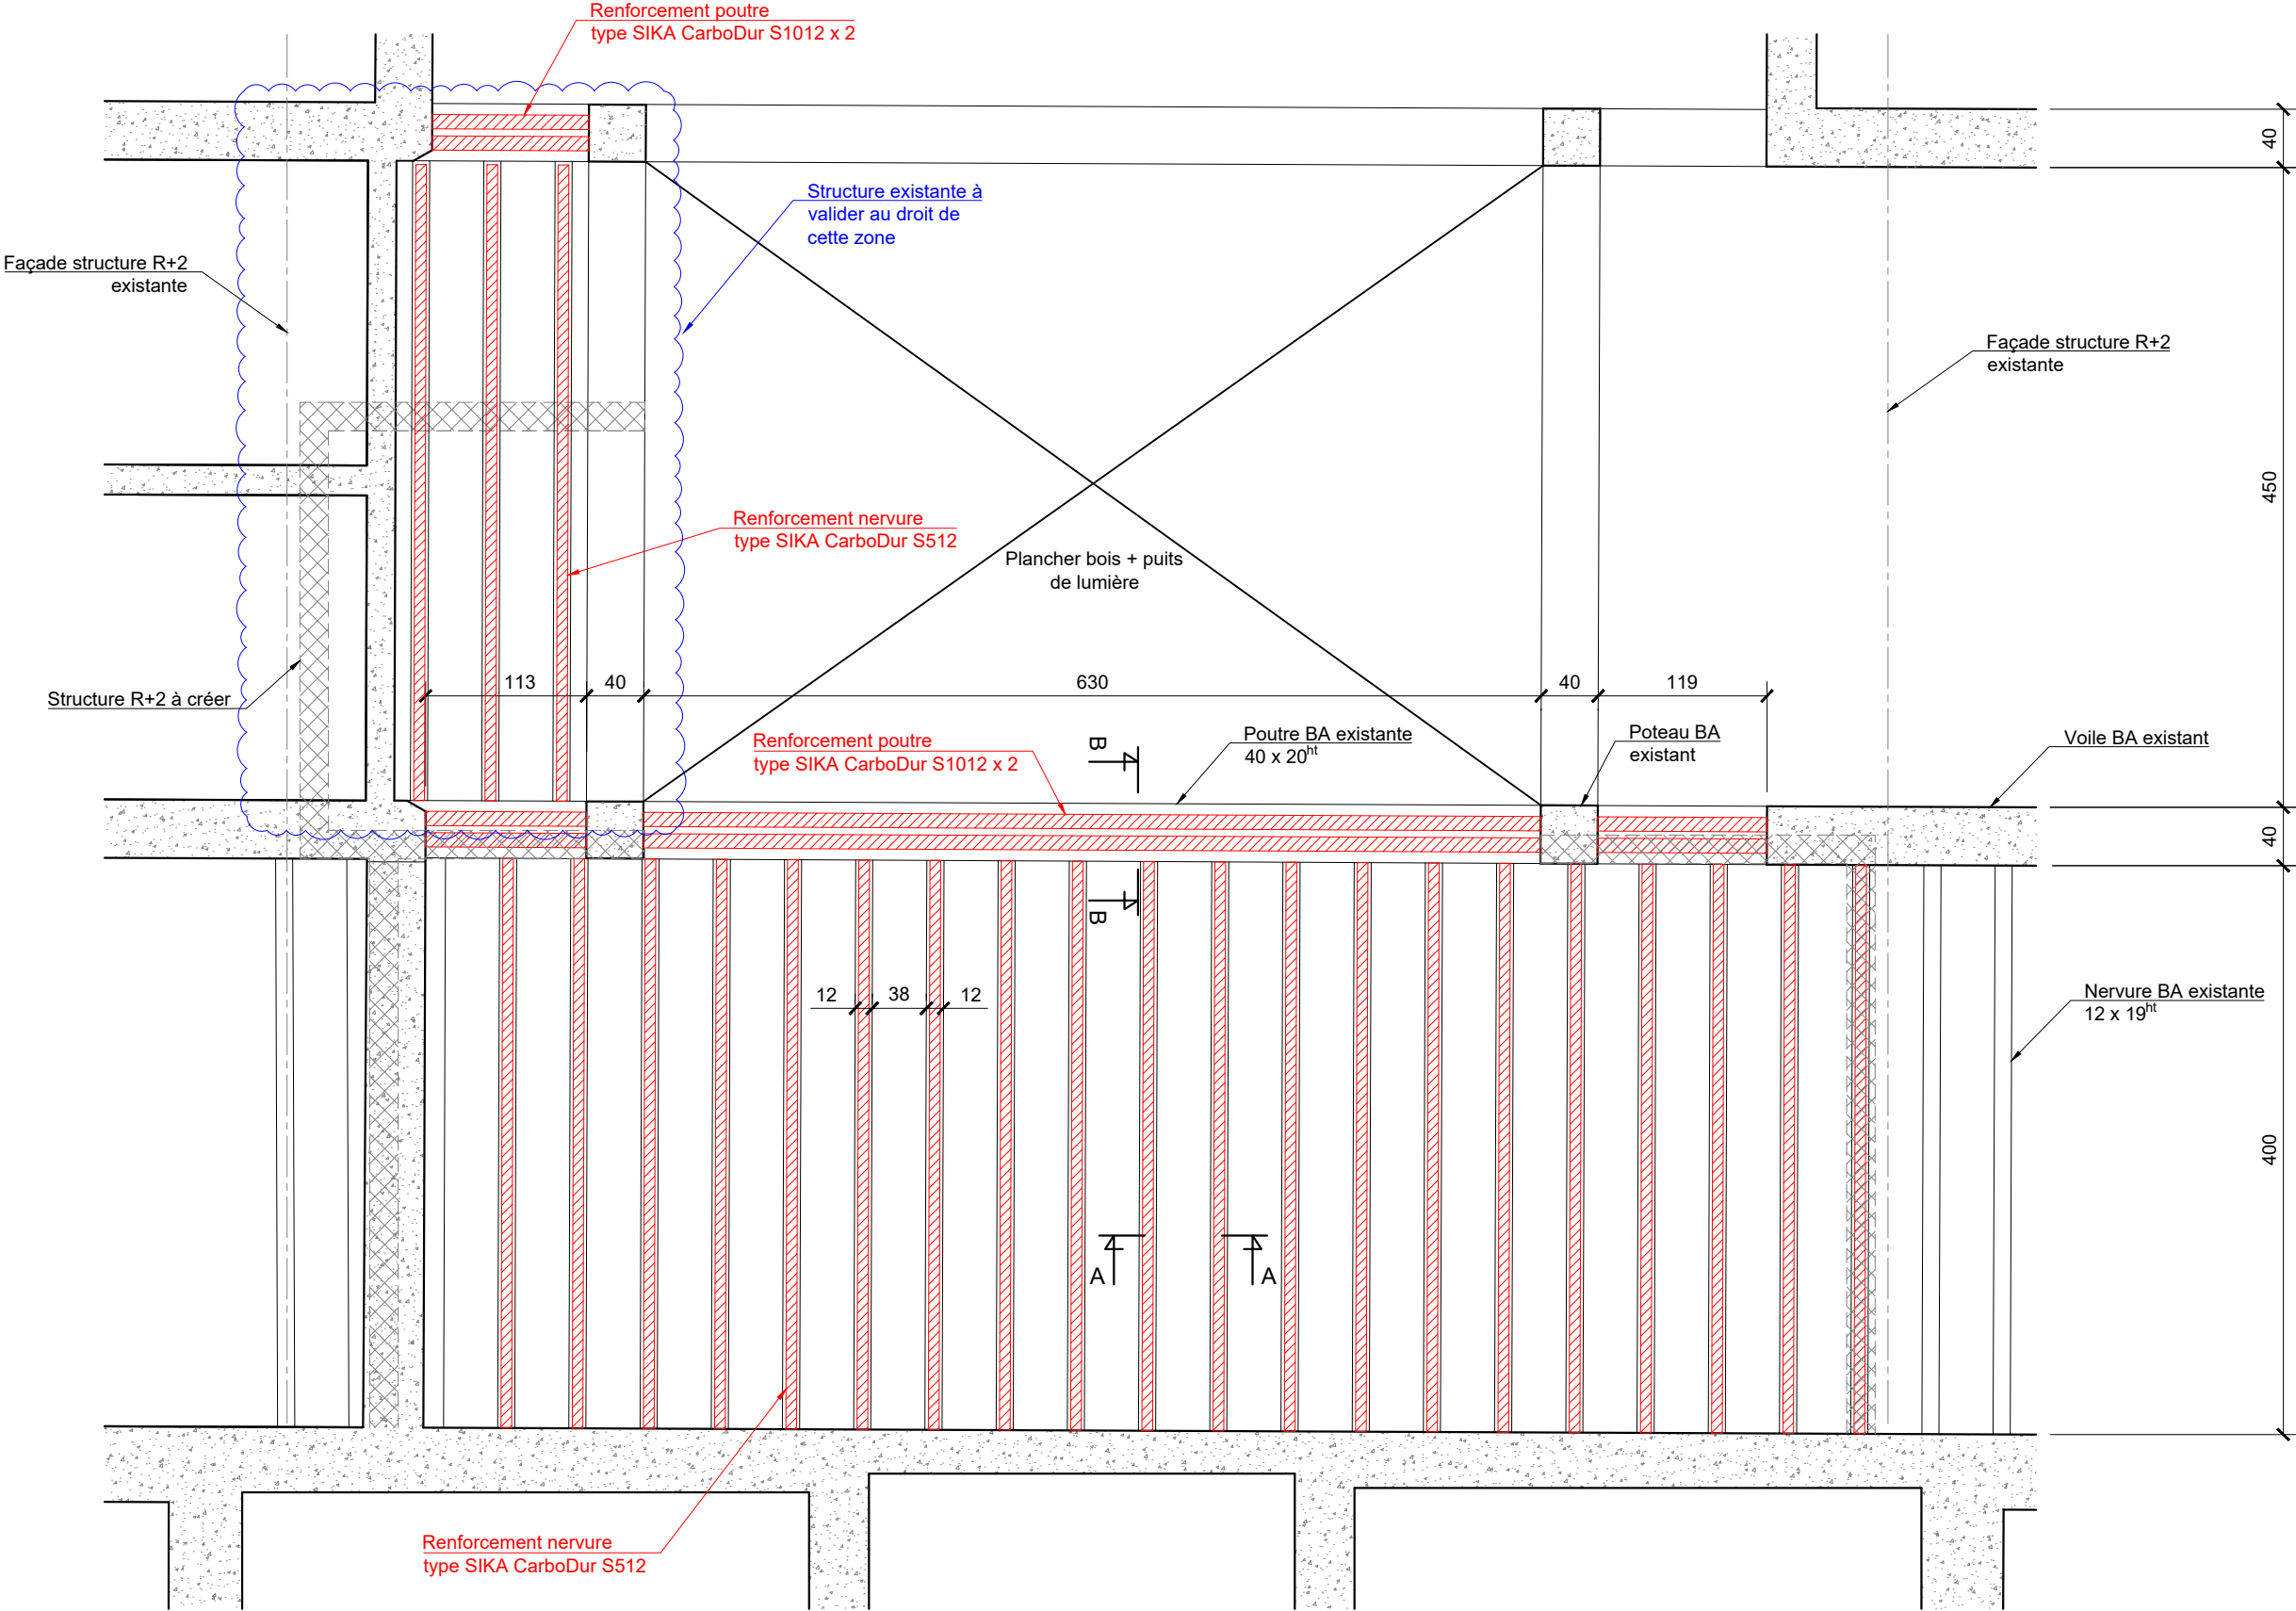 Renforcement poutre
type SIKA CarboDur S1012 x 2
40
Structure existante à
valider au droit de
cette zone
Façade structure R+2
existante
Façade structure R+2
existante
450
Renforcement nervure
type SIKA CarboDur S512
Plancher bois + puits
de lumière
113
40
630
40
119
Structure R+2 à créer
Renforcement poutre
type SIKA CarboDur S1012 x 2
B
Poutre BA existante
40 x 20ht
Poteau BA
existant
Voile BA existant
40
B
12
38
12
Nervure BA existante
12 x 19ht
400
A
A
Renforcement nervure
type SIKA CarboDur S512